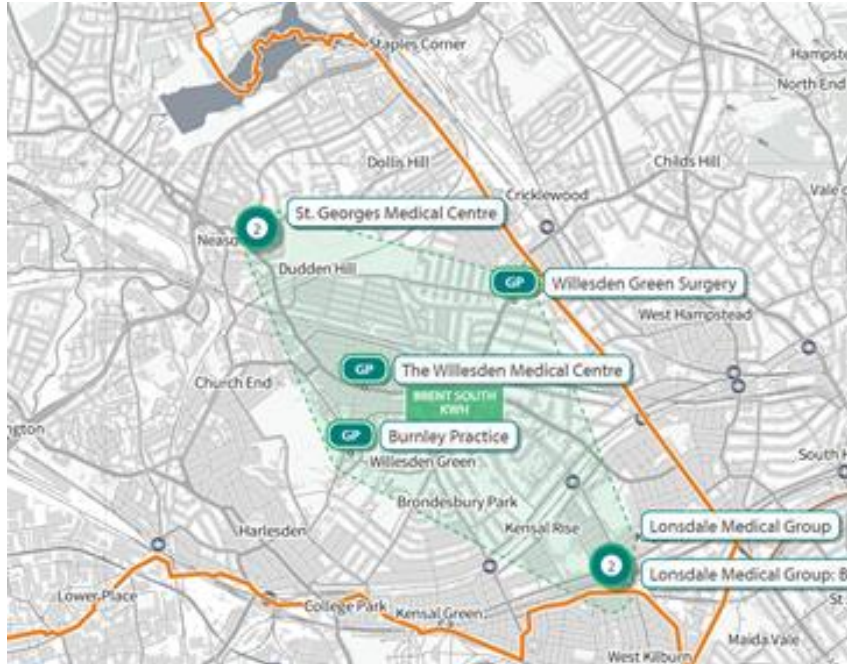 Staples Corner
Hampste
North End
Dollis Hill
Childs Hill
Cricklewood
Vale o
St. Georges Medical Centre
2
Neaso
Dudden Hill
GP
Willesden Green Surgery
West Hampstead
GP
The Willesden Medical Centre
Church End
BRENT SOUTH
KWH
ngton
GP
Burnley Practice
Willesden Green
South H
Brondesbury Park
Kensal Rise
Lonsdale Medical Group
Harlesden
2
Lonsdale Medical Group: B
Lower Place
College Park
Kensal Green
St
Maida Vale
West Kilburn